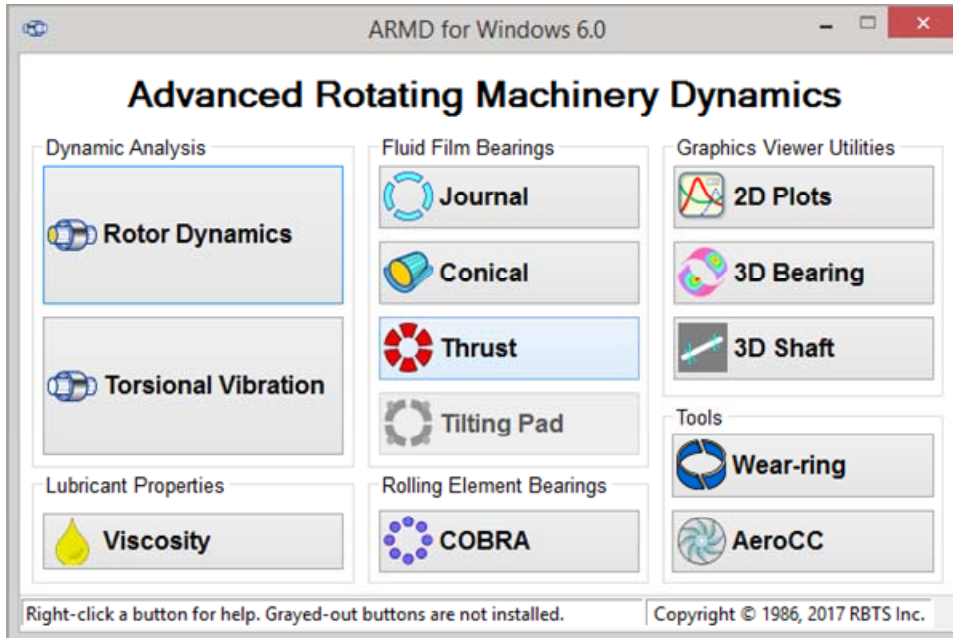 ARMD for Windows 6.0
Advanced Rotating Machinery Dynamics
Dynamic Analysis
Rotor Dynamics
Torsional Vibration
Lubricant Properties
Viscosity
Fluid Film Bearings
Journal
Conical
Thrust
Tilting Pad
Rolling Element Bearings
COBRA
Graphics Viewer Utilities
2D Plots
3D Bearing
3D Shaft
Tools
Wear-ring
AeroCC
Right-click a button for help. Grayed-out buttons are not installed.
Copyright © 1986, 2017 RBTS Inc.